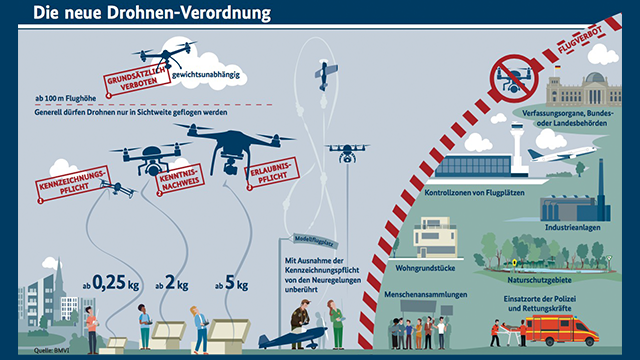 Die neue Drohnen-Verordnung
GRUNDSÄTZLICH
VERBOTEN
gewichtsunabhängig
ab 100 m Flughöhe
Generell dürfen Drohnen nur in Sichtweite geflogen werden
KENNZEICHNUNGS-
PFLICHT
KENNTNIS-
NACHWEIS
ERLAUBNIS-
PFLICHT
ab 0,25 kg
ab 2 kg
ab 5 kg
Modellflugplatz
Mit Ausnahme der
Kennzeichnungspflicht
von den Neuregelungen
unberührt
FLUGVERBOT
Verfassungsorgane, Bundes-
oder Landesbehörden
Kontrollzonen von Flugplätzen
Industrieanlagen
Wohngrundstücke
Naturschutzgebiete
Menschenansammlungen
Einsatzorte der Polizei
und Rettungskräfte
Quelle: BMVI